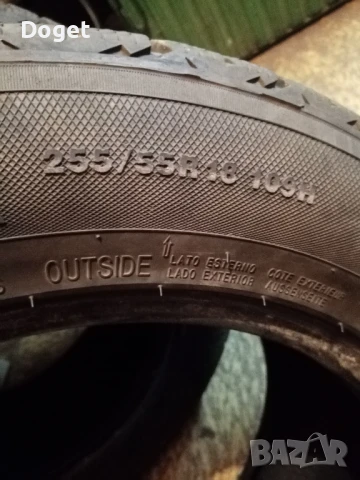 Doget
255/55R18 109H
OUTSIDE
LATO ESTERNO COTE EXTERIEUR
LADO EXTERIOR AUSSENSEITE
BAZAR